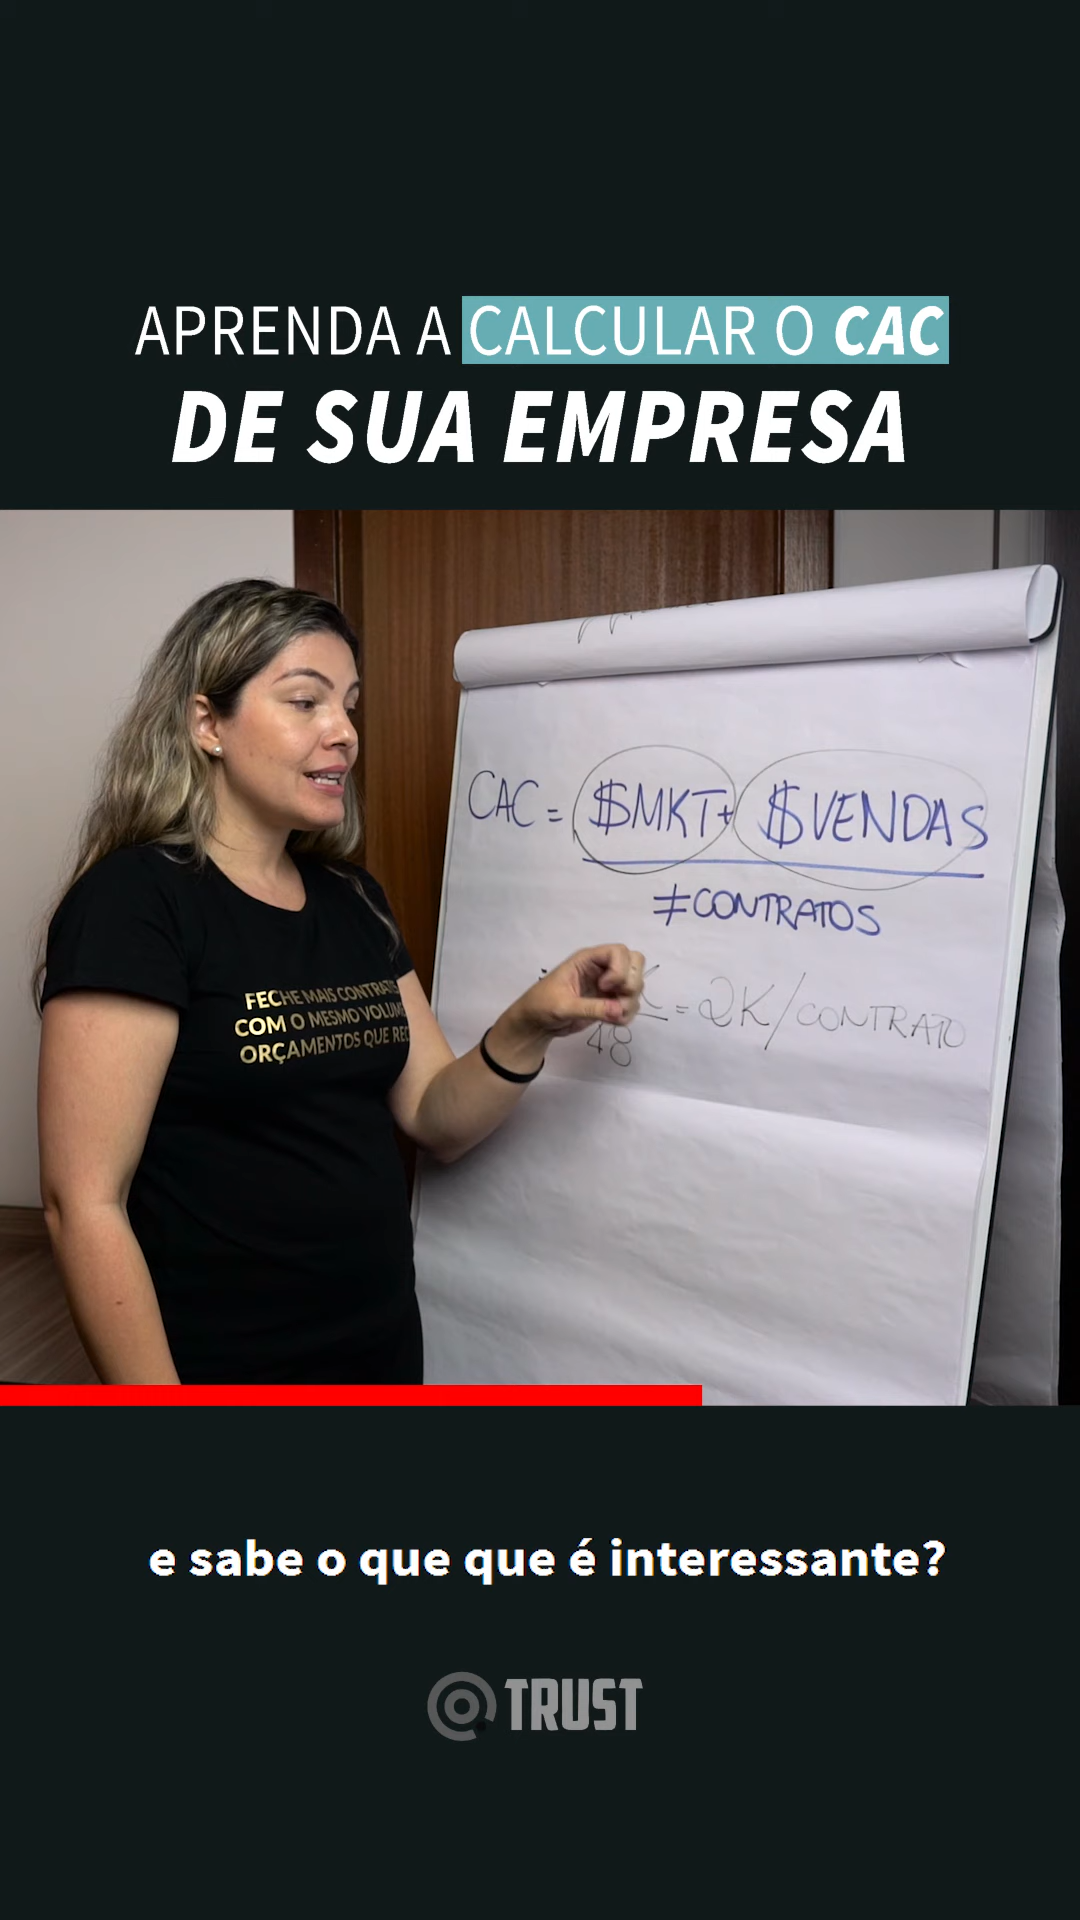 APRENDA A CALCULAR O CAC
DE SUA EMPRESA
CAC = $MKT + $VENDAS
≠CONTRATOS
= 2K/CONTRATO
48
FECHE MAIS CONTRATOS
COM O MESMO VOLUME
ORÇAMENTOS QUE REC
e sabe o que que é interessante?
TRUST